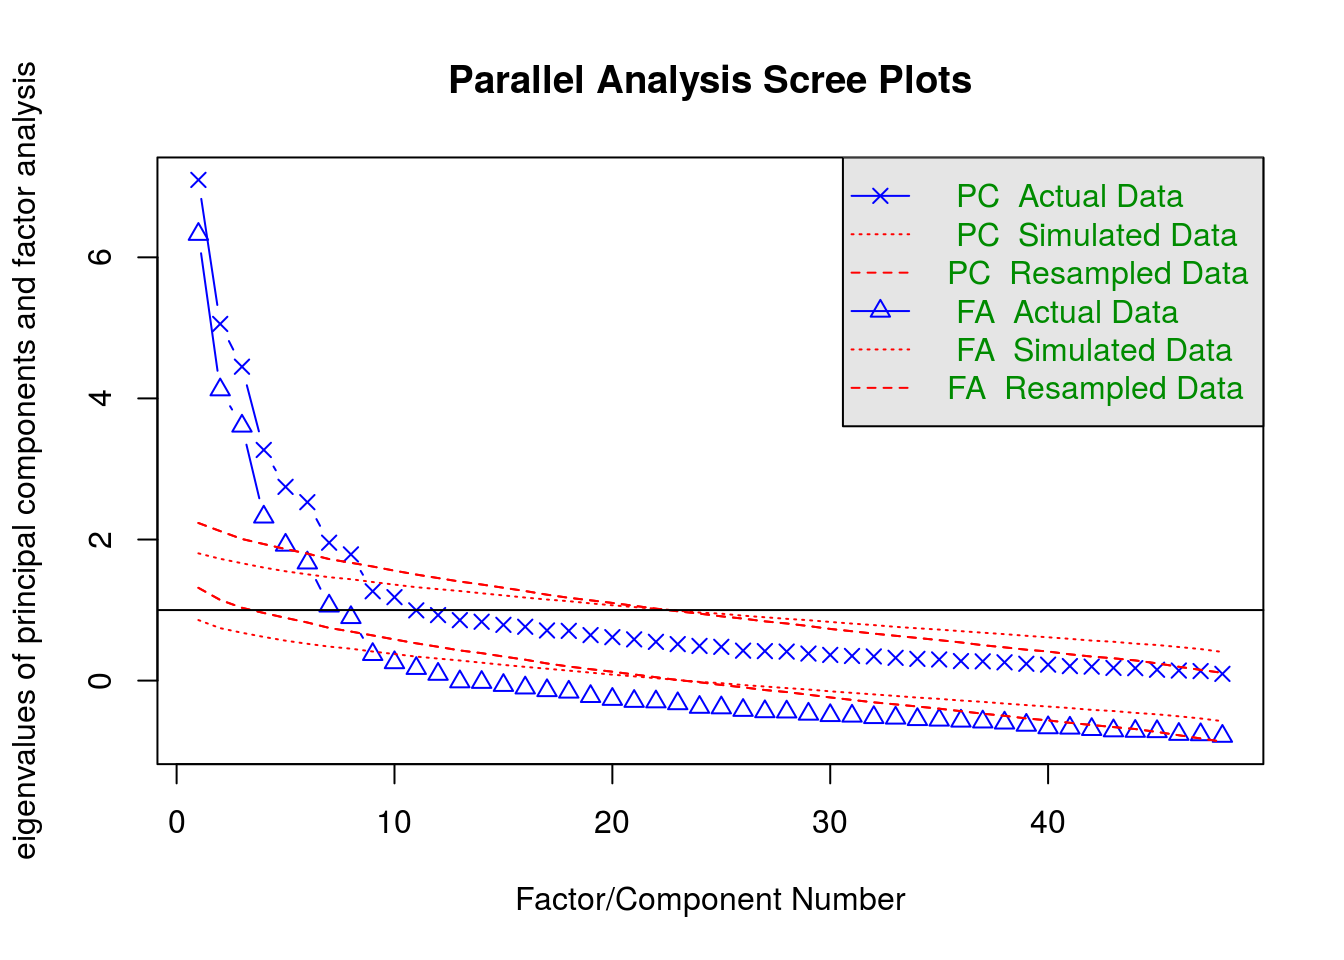 Parallel Analysis Scree Plots
eigenvalues of principal components and factor analysis
6
4
2
0
PC Actual Data
PC Simulated Data
PC Resampled Data
FA Actual Data
FA Simulated Data
FA Resampled Data
0 10 20 30 40
Factor/Component Number